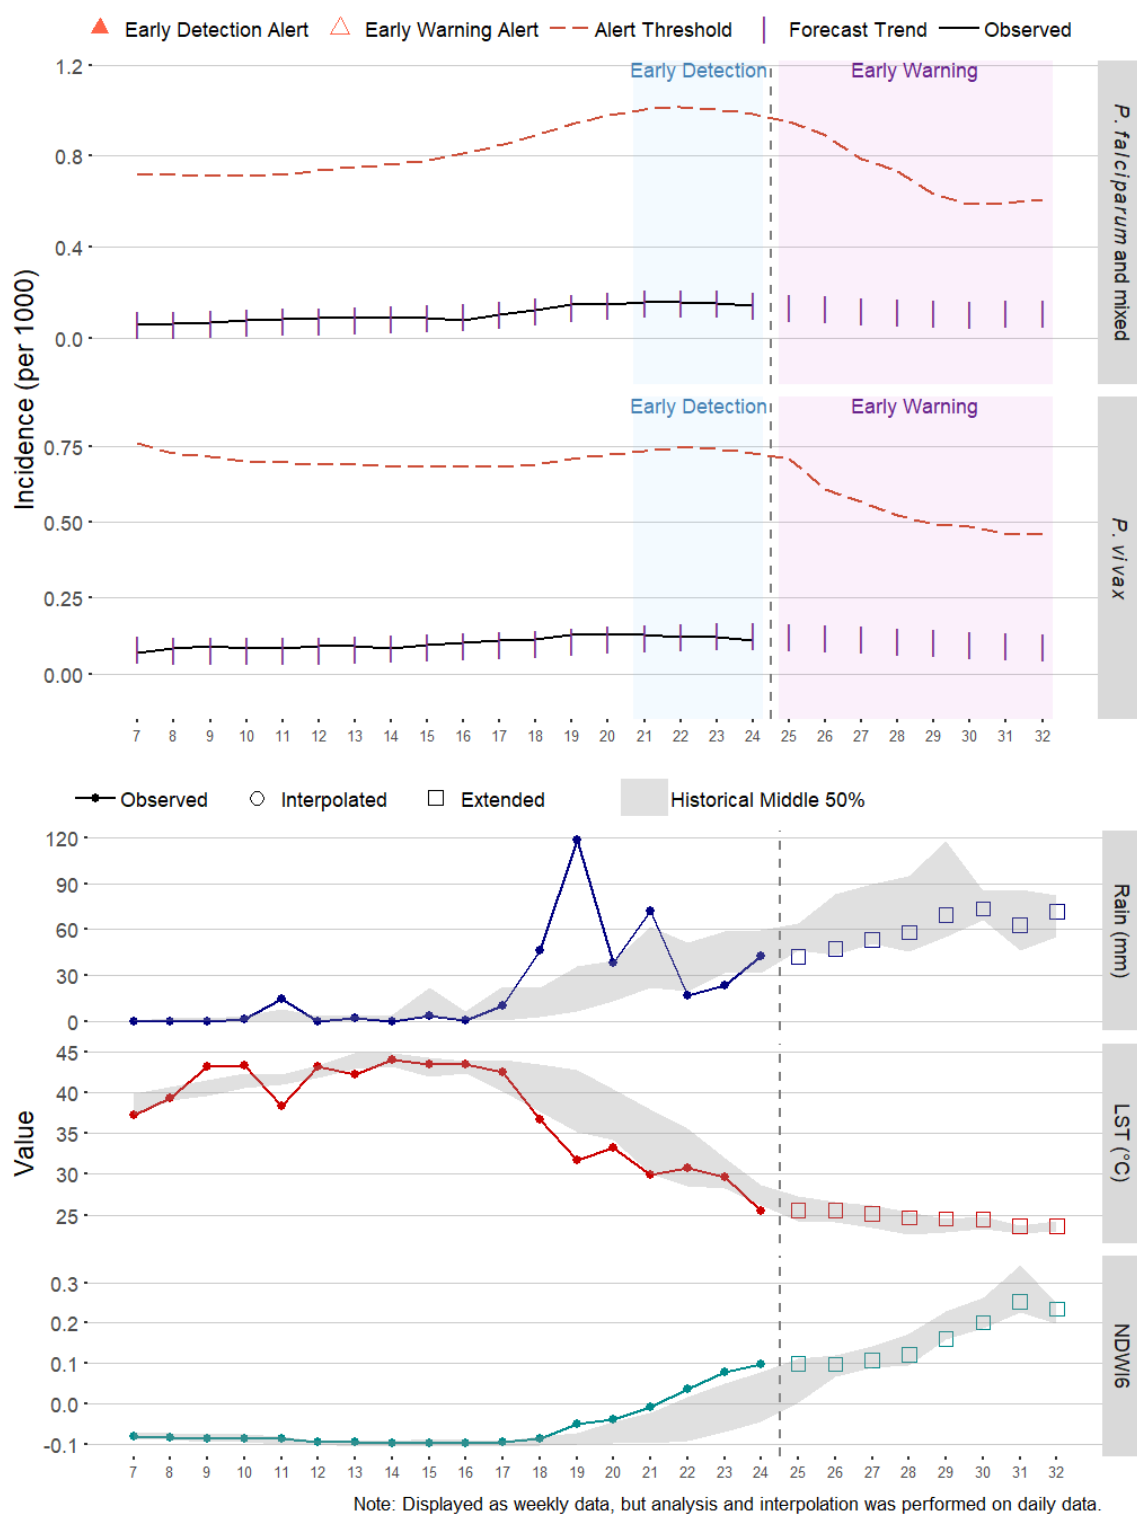 Early Detection Alert Early Warning Alert Alert Threshold Forecast Trend Observed
Incidence (per 1000)
1.2
0.8
0.4
0.0
Early Detection Early Warning
P. falciparum and mixed
0.75
0.50
0.25
0.00
Early Detection Early Warning
P. vivax
7 8 9 10 11 12 13 14 15 16 17 18 19 20 21 22 23 24 25 26 27 28 29 30 31 32
Observed Interpolated Extended Historical Middle 50%
Value
120
90
60
30
0
Rain (mm)
45
40
35
30
25
LST (°C)
0.3
0.2
0.1
0.0
-0.1
NDWI6
7 8 9 10 11 12 13 14 15 16 17 18 19 20 21 22 23 24 25 26 27 28 29 30 31 32
Note: Displayed as weekly data, but analysis and interpolation was performed on daily data.